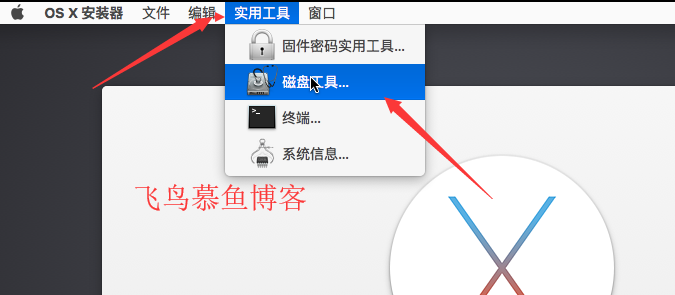 OS X 安装器 文件 编辑 实用工具 窗口
固件密码实用工具...
磁盘工具...
终端...
系统信息...
飞鸟慕鱼博客